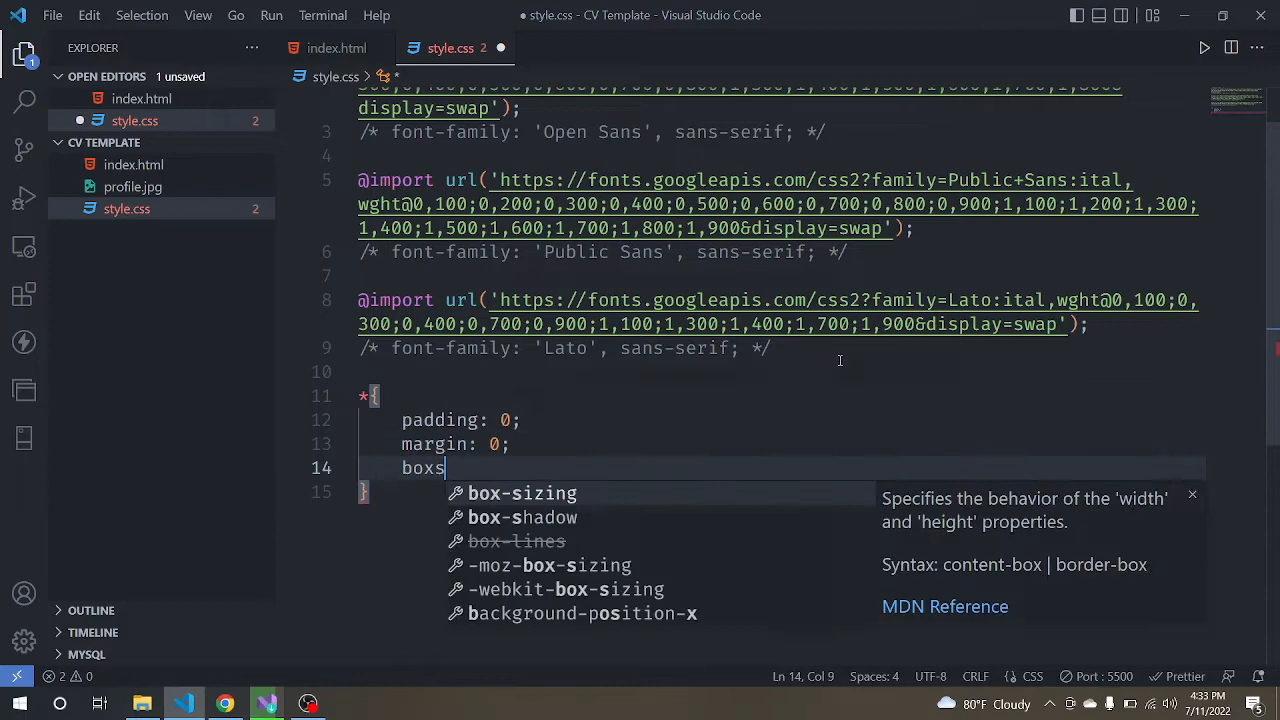 File Edit Selection View Go Run Terminal Help
● style.css - CV Template - Visual Studio Code
EXPLORER
index.html
style.css 2
OPEN EDITORS 1 unsaved
index.html
style.css 2
CV TEMPLATE
index.html
profile.jpg
style.css 2
OUTLINE
TIMELINE
MYSQL
1
style.css > *
display=swap');
3 /* font-family: 'Open Sans', sans-serif; */
4
5 @import url('https://fonts.googleapis.com/css2?family=Public+Sans:ital,
wght@0,100;0,200;0,300;0,400;0,500;0,600;0,700;0,800;0,900;1,100;1,200;1,300;
1,400;1,500;1,600;1,700;1,800;1,900&display=swap');
6 /* font-family: 'Public Sans', sans-serif; */
7
8 @import url('https://fonts.googleapis.com/css2?family=Lato:ital,wght@0,100;0,
300;0,400;0,700;0,900;1,100;1,300;1,400;1,700;1,900&display=swap');
9 /* font-family: 'Lato', sans-serif; */
10
11 *{
12 padding: 0;
13 margin: 0;
14 boxs
15 }
box-sizing
box-shadow
box-lines
-moz-box-sizing
-webkit-box-sizing
background-position-x
Specifies the behavior of the 'width'
and 'height' properties.
Syntax: content-box | border-box
MDN Reference
2 0
Ln 14, Col 9 Spaces: 4 UTF-8 CRLF {} CSS Port : 5500 Prettier
80°F Cloudy
4:33 PM
7/11/2022
5